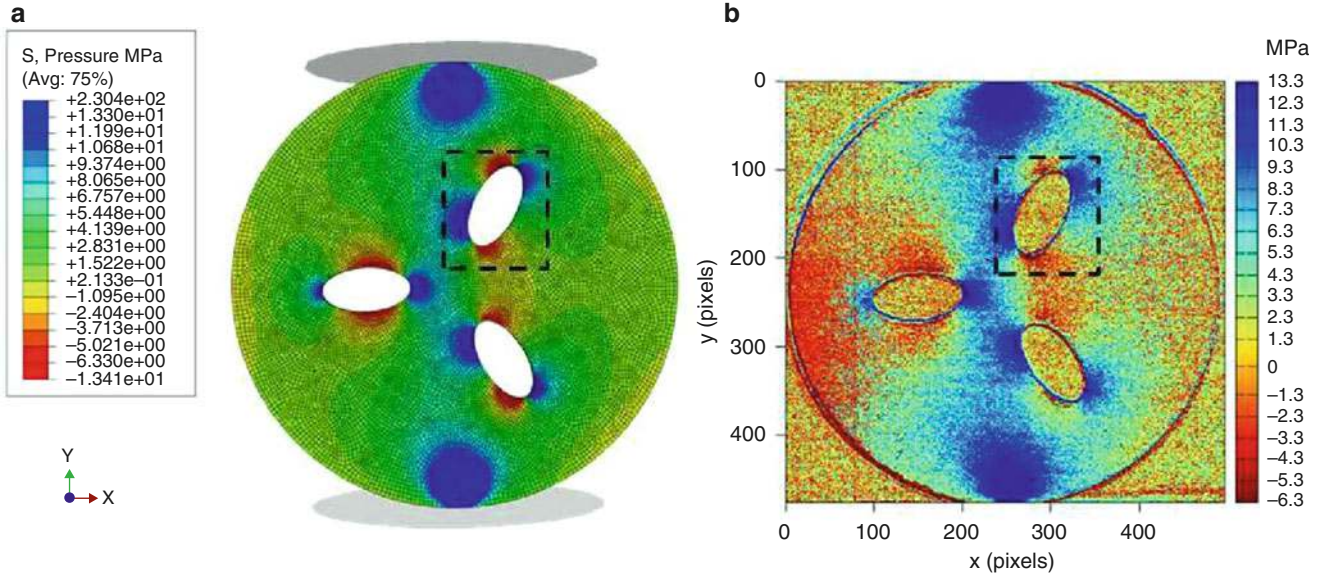 a
S, Pressure MPa
(Avg: 75%)
+2.304e+02
+1.330e+01
+1.199e+01
+1.068e+01
+9.374e+00
+8.065e+00
+6.757e+00
+5.448e+00
+4.139e+00
+2.831e+00
+1.522e+00
+2.133e–01
−1.095e+00
−2.404e+00
−3.713e+00
−5.021e+00
−6.330e+00
−1.341e+01
Y
X
b
MPa
0
100
200
300
400
y (pixels)
0
100
200
300
400
x (pixels)
13.3
12.3
11.3
10.3
9.3
8.3
7.3
6.3
5.3
4.3
3.3
2.3
1.3
0
−1.3
−2.3
−3.3
−4.3
−5.3
−6.3